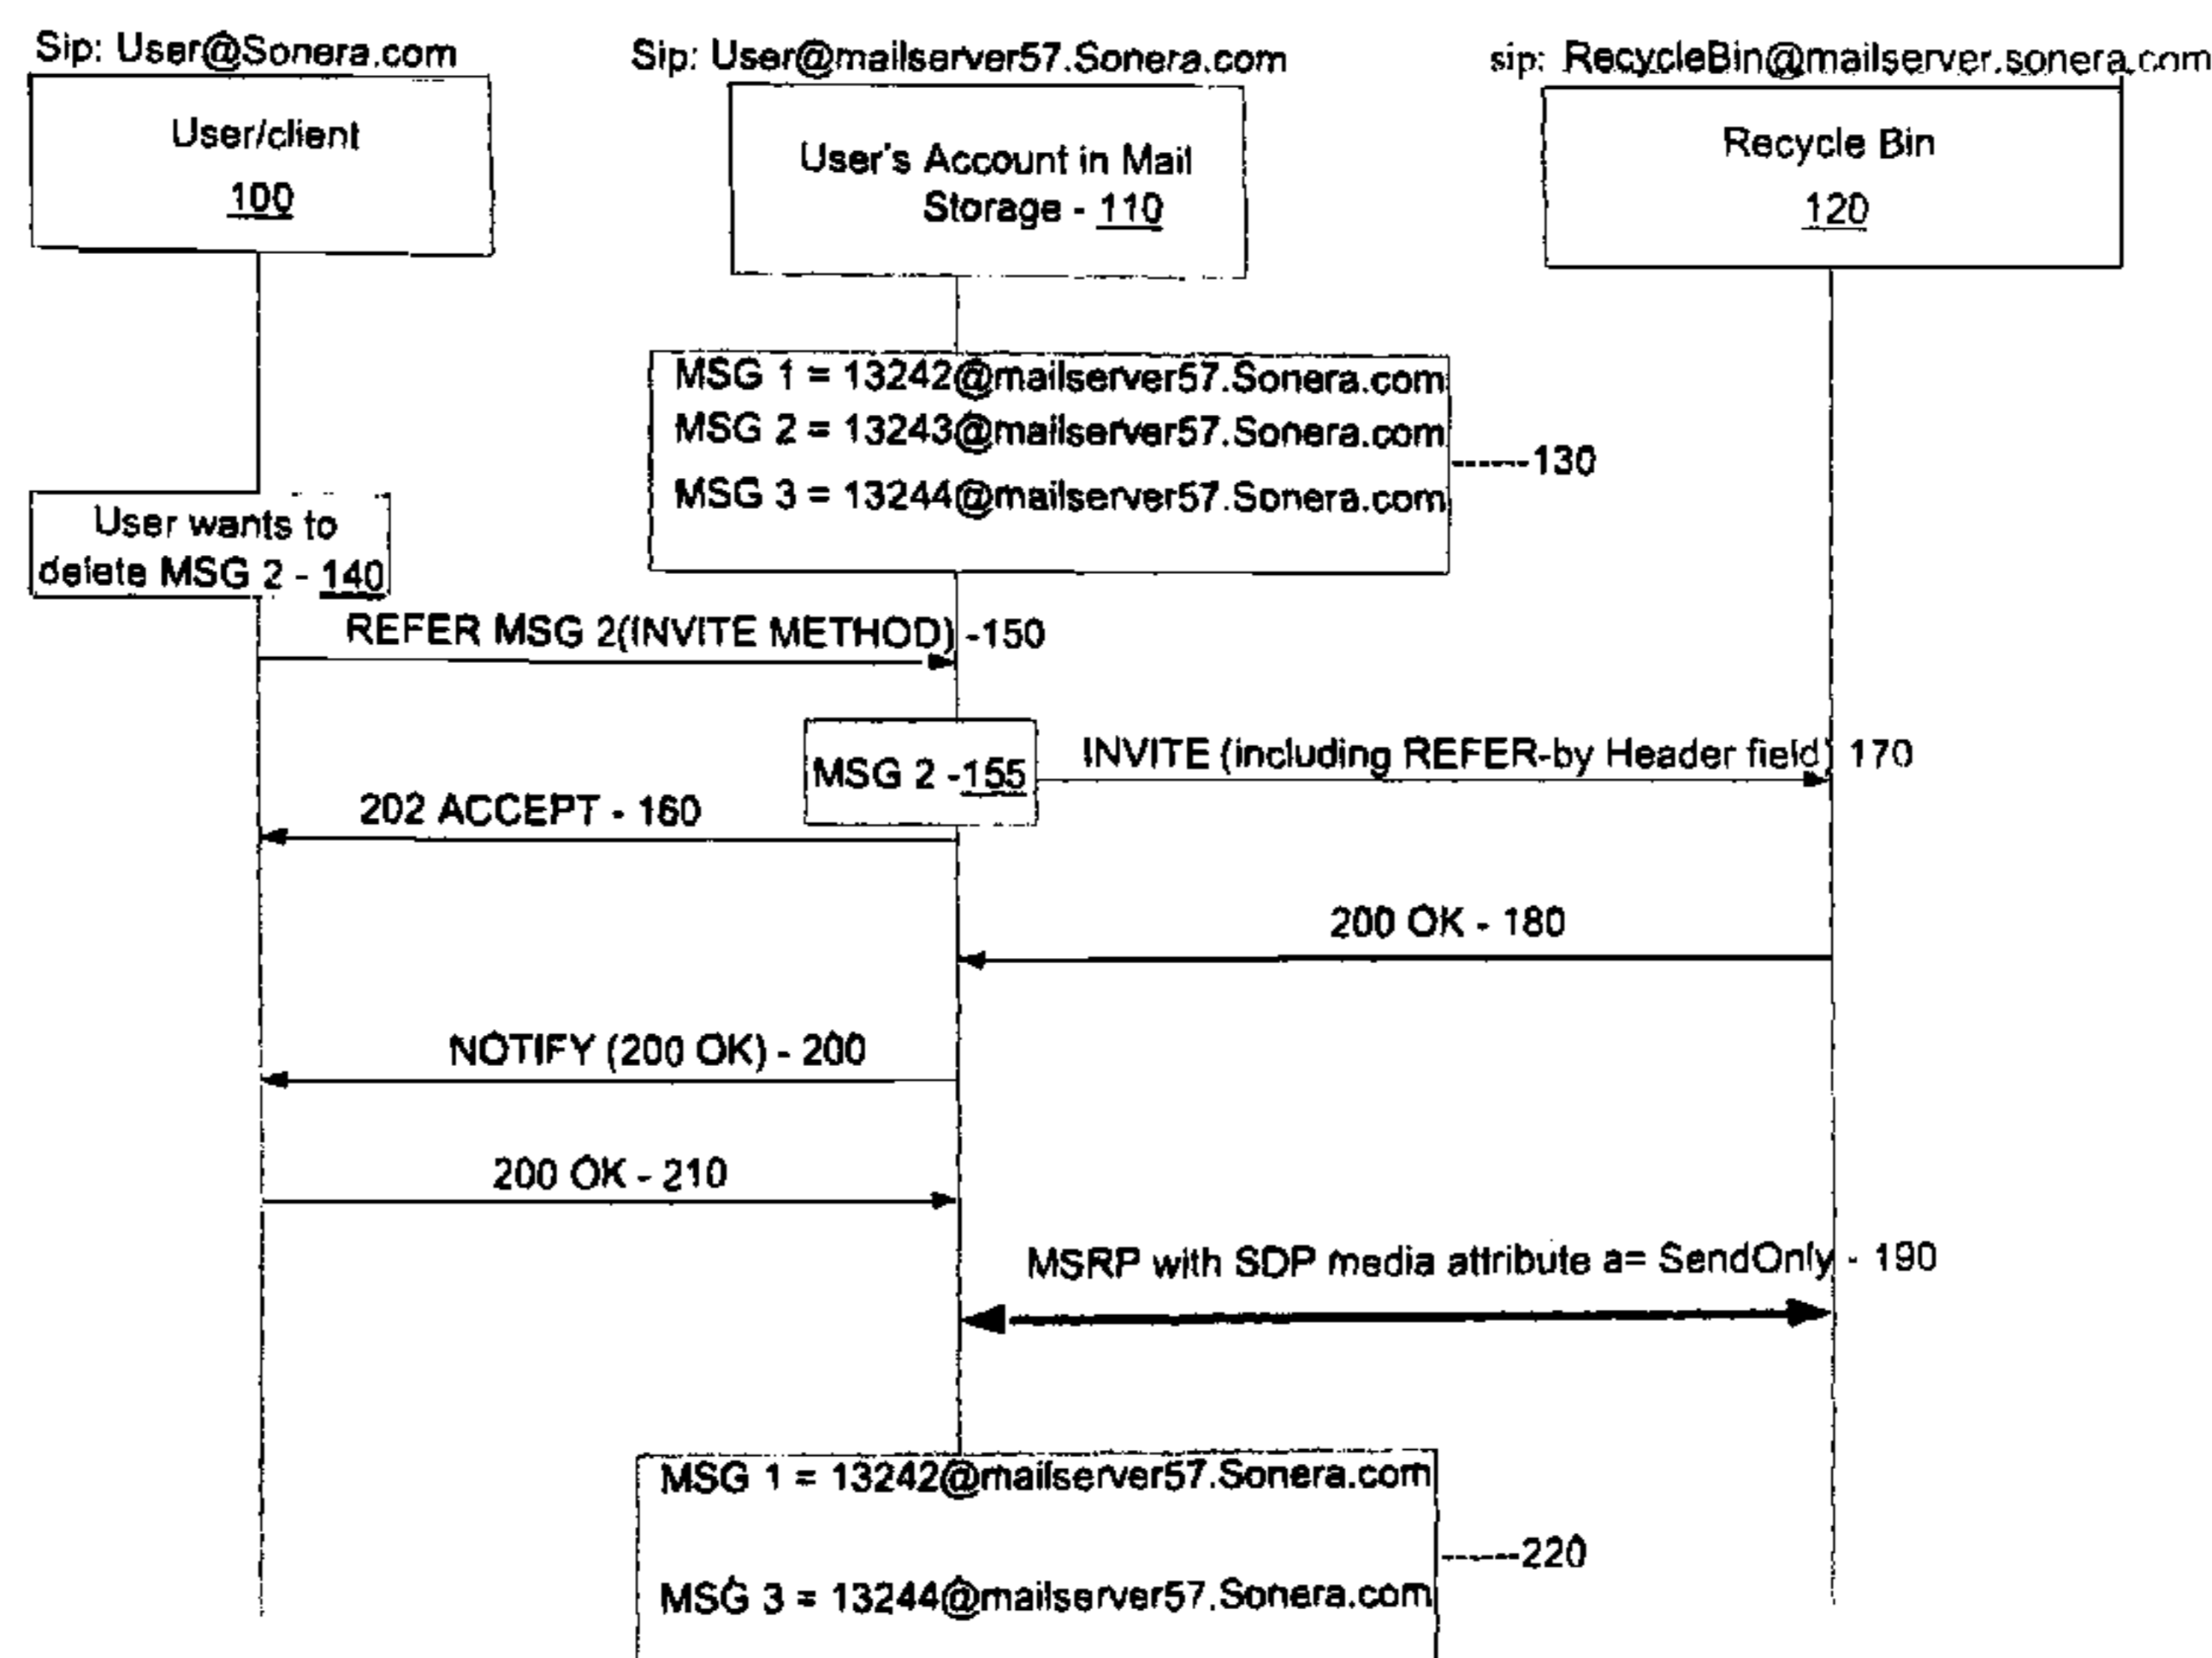 Sip: User@Sonera.com
Sip: User@mailserver57.Sonera.com
sip: RecycleBin@mailserver.sonera.com
User/client
100
User's Account in Mail
Storage - 110
Recycle Bin
120
MSG 1 = 13242@mailserver57.Sonera.com
MSG 2 = 13243@mailserver57.Sonera.com
MSG 3 = 13244@mailserver57.Sonera.com
------130
User wants to
delete MSG 2 - 140
REFER MSG 2(INVITE METHOD) -150
MSG 2 -155
INVITE (including REFER-by Header field) 170
202 ACCEPT - 160
200 OK - 180
NOTIFY (200 OK) - 200
200 OK - 210
MSRP with SDP media attribute a= SendOnly - 190
MSG 1 = 13242@mailserver57.Sonera.com
------220
MSG 3 = 13244@mailserver57.Sonera.com